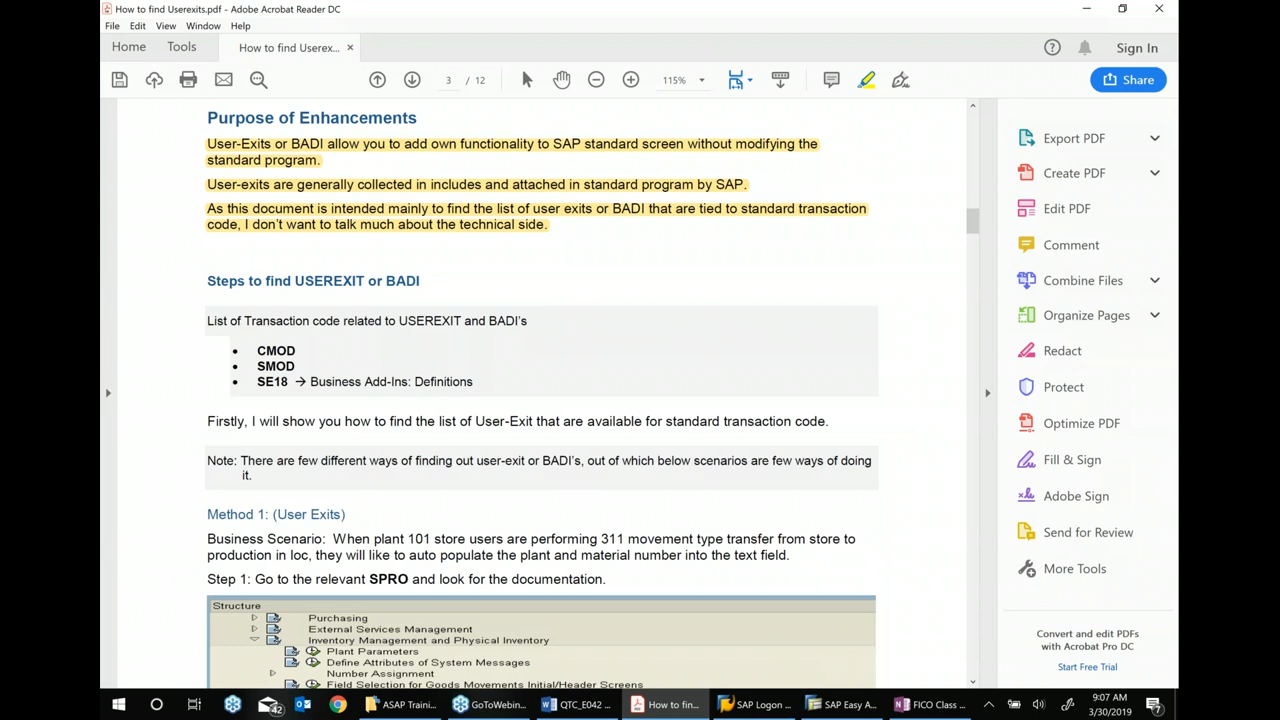 How to find Userexits.pdf - Adobe Acrobat Reader DC
File Edit View Window Help
Home Tools How to find Userex... × Sign In
3 / 12 115% Share
Purpose of Enhancements
User-Exits or BADI allow you to add own functionality to SAP standard screen without modifying the
standard program.
User-exits are generally collected in includes and attached in standard program by SAP.
As this document is intended mainly to find the list of user exits or BADI that are tied to standard transaction
code, I don't want to talk much about the technical side.
Steps to find USEREXIT or BADI
List of Transaction code related to USEREXIT and BADI's
• CMOD
• SMOD
• SE18 → Business Add-Ins: Definitions
Firstly, I will show you how to find the list of User-Exit that are available for standard transaction code.
Note: There are few different ways of finding out user-exit or BADI's, out of which below scenarios are few ways of doing
it.
Method 1: (User Exits)
Business Scenario: When plant 101 store users are performing 311 movement type transfer from store to
production in loc, they will like to auto populate the plant and material number into the text field.
Step 1: Go to the relevant SPRO and look for the documentation.
Structure
Purchasing
External Services Management
Inventory Management and Physical Inventory
Plant Parameters
Define Attributes of System Messages
Number Assignment
Field Selection for Goods Movements Initial/Header Screens
Export PDF
Create PDF
Edit PDF
Comment
Combine Files
Organize Pages
Redact
Protect
Optimize PDF
Fill & Sign
Adobe Sign
Send for Review
More Tools
Convert and edit PDFs
with Acrobat Pro DC
Start Free Trial
42 ASAP Traini... GoToWebin... QTC_E042 ... How to fin... SAP Logon ... SAP Easy A... FICO Class ... 7
9:07 AM
3/30/2019